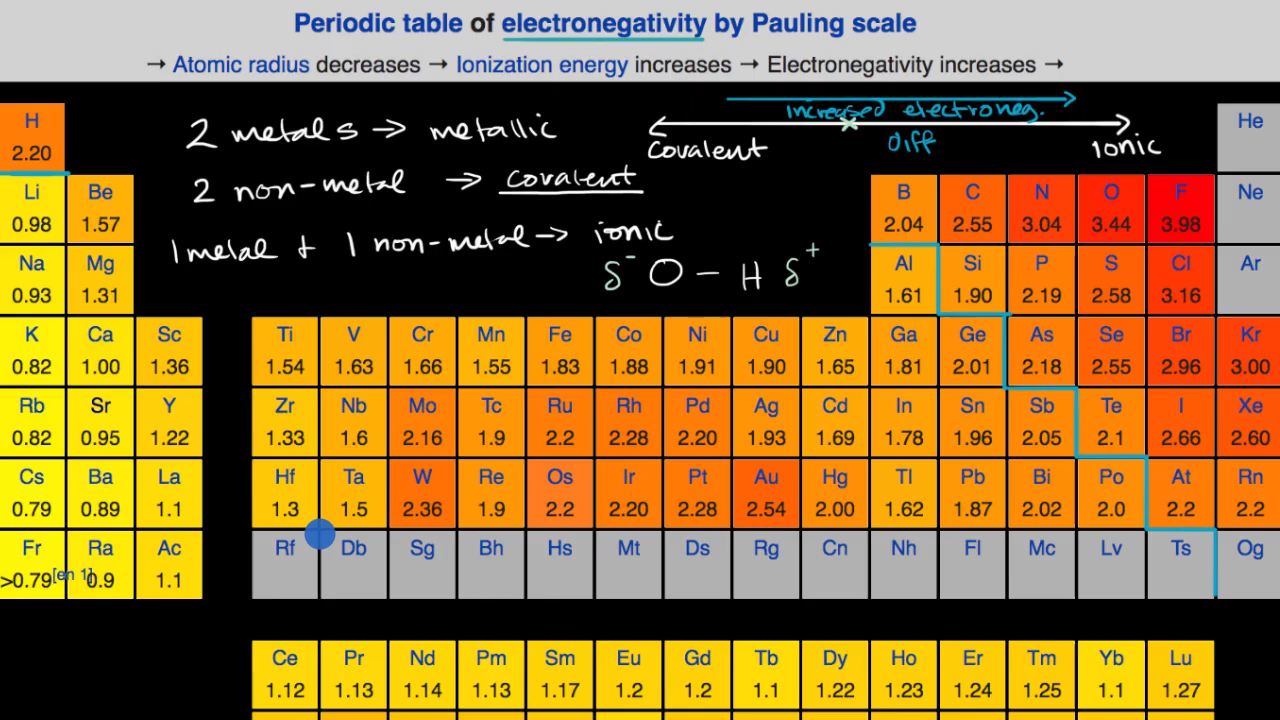 Periodic table of electronegativity by Pauling scale
→ Atomic radius decreases → Ionization energy increases → Electronegativity increases →
increased electroneg.
2 metals → metallic
Covalent diff Ionic
2 non-metal → covalent
1 metal + 1 non-metal → ionic
δ⁻ O – H δ⁺
H He
2.20
Li Be B C N O F Ne
0.98 1.57 2.04 2.55 3.04 3.44 3.98
Na Mg Al Si P S Cl Ar
0.93 1.31 1.61 1.90 2.19 2.58 3.16
K Ca Sc Ti V Cr Mn Fe Co Ni Cu Zn Ga Ge As Se Br Kr
0.82 1.00 1.36 1.54 1.63 1.66 1.55 1.83 1.88 1.91 1.90 1.65 1.81 2.01 2.18 2.55 2.96 3.00
Rb Sr Y Zr Nb Mo Tc Ru Rh Pd Ag Cd In Sn Sb Te I Xe
0.82 0.95 1.22 1.33 1.6 2.16 1.9 2.2 2.28 2.20 1.93 1.69 1.78 1.96 2.05 2.1 2.66 2.60
Cs Ba La Hf Ta W Re Os Ir Pt Au Hg Tl Pb Bi Po At Rn
0.79 0.89 1.1 1.3 1.5 2.36 1.9 2.2 2.20 2.28 2.54 2.00 1.62 1.87 2.02 2.0 2.2 2.2
Fr Ra Ac Rf Db Sg Bh Hs Mt Ds Rg Cn Nh Fl Mc Lv Ts Og
>0.79[en 1] 0.9 1.1
Ce Pr Nd Pm Sm Eu Gd Tb Dy Ho Er Tm Yb Lu
1.12 1.13 1.14 1.13 1.17 1.2 1.2 1.1 1.22 1.23 1.24 1.25 1.1 1.27